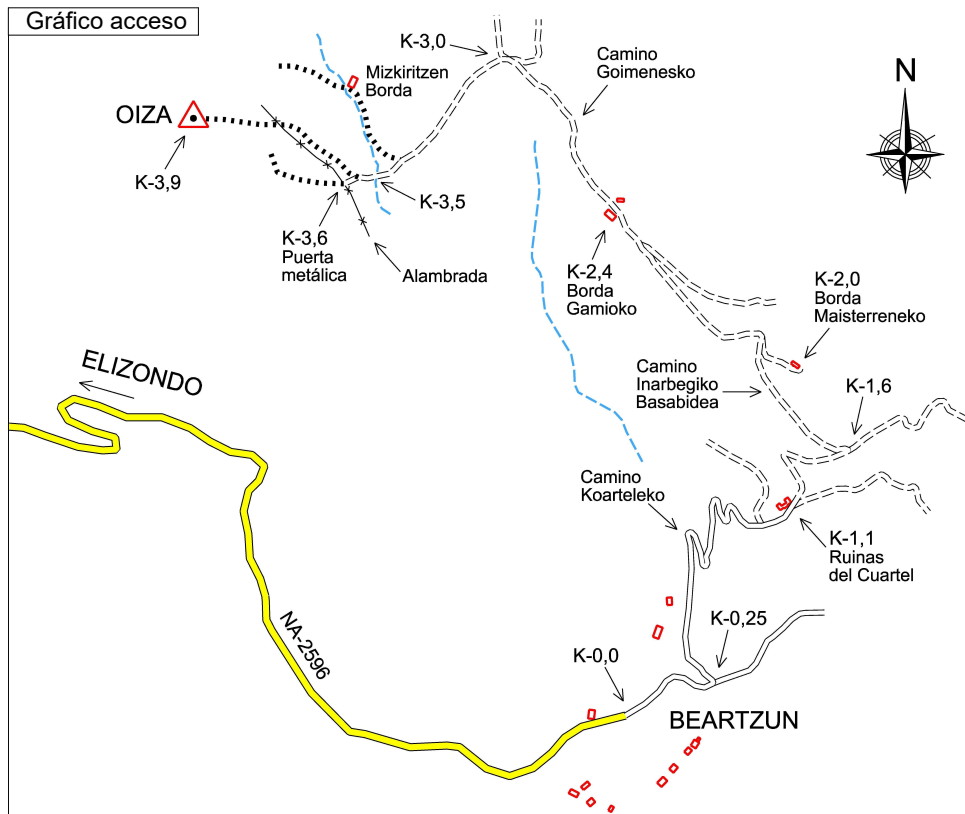 Gráfico acceso
K-3,0
Camino
Goimenesko
Mizkiritzen
Borda
N
OIZA
K-3,9
K-3,5
K-3,6
Puerta
metálica
Alambrada
K-2,4
Borda
Gamioko
K-2,0
Borda
Maisterreneko
ELIZONDO
Camino
Inarbegiko
Basabidea
K-1,6
Camino
Koarteleko
K-1,1
Ruinas
del Cuartel
NA-2596
K-0,25
K-0,0
BEARTZUN